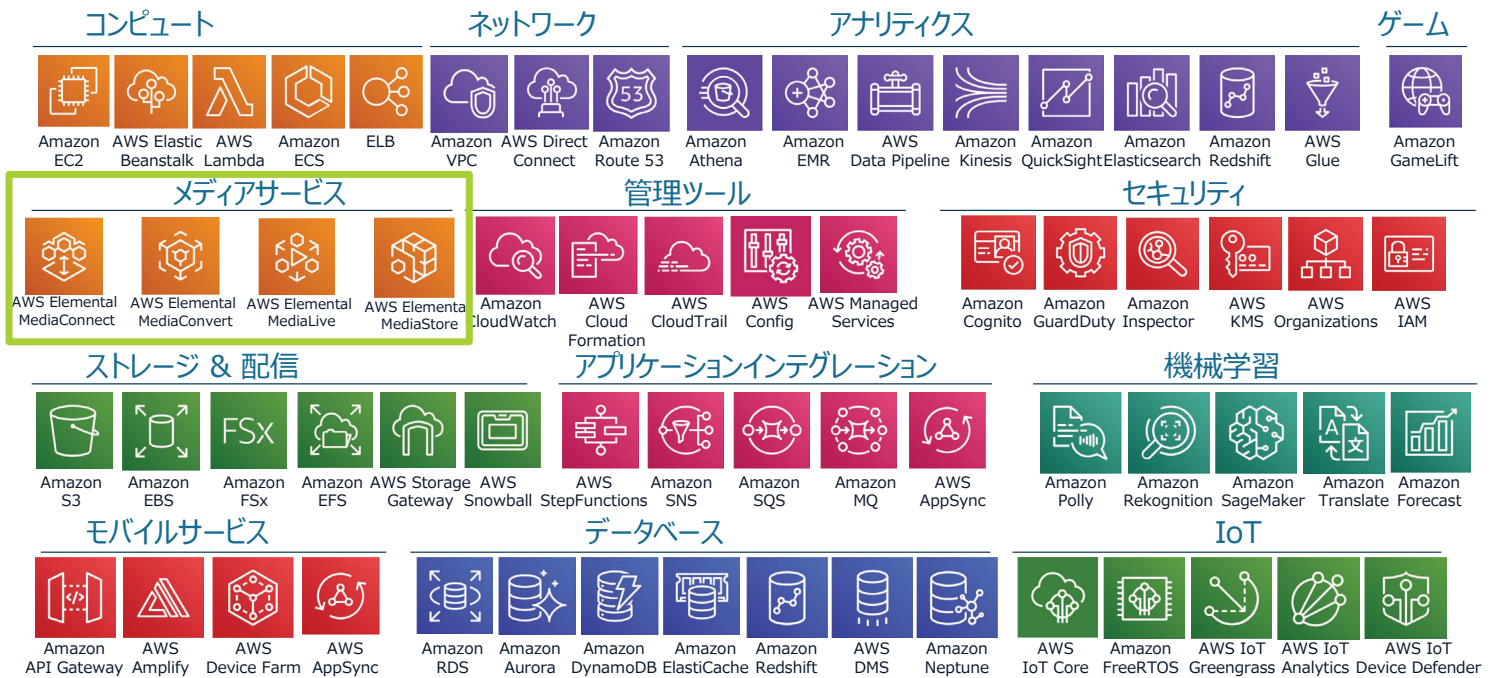 コンピュート ネットワーク アナリティクス ゲーム
53
Amazon EC2
AWS Elastic Beanstalk
AWS Lambda
Amazon ECS
ELB
Amazon VPC
AWS Direct Connect
Amazon Route 53
Amazon Athena
Amazon EMR
AWS Data Pipeline
Amazon Kinesis
Amazon QuickSight
Amazon Elasticsearch
Amazon Redshift
AWS Glue
Amazon GameLift
メディアサービス 管理ツール セキュリティ
AWS Elemental MediaConnect
AWS Elemental MediaConvert
AWS Elemental MediaLive
AWS Elemental MediaStore
Amazon CloudWatch
AWS Cloud Formation
AWS CloudTrail
AWS Config
AWS Managed Services
Amazon Cognito
Amazon GuardDuty
Amazon Inspector
AWS KMS
AWS Organizations
AWS IAM
ストレージ & 配信 アプリケーションインテグレーション 機械学習
FSx
A
文
Amazon S3
Amazon EBS
Amazon FSx
Amazon EFS
AWS Storage Gateway
AWS Snowball
AWS StepFunctions
Amazon SNS
Amazon SQS
Amazon MQ
AWS AppSync
Amazon Polly
Amazon Rekognition
Amazon SageMaker
Amazon Translate
Amazon Forecast
モバイルサービス データベース IoT
</>
Amazon API Gateway
AWS Amplify
AWS Device Farm
AWS AppSync
Amazon RDS
Amazon Aurora
Amazon DynamoDB
Amazon ElastiCache
Amazon Redshift
AWS DMS
Amazon Neptune
AWS IoT Core
Amazon FreeRTOS
AWS IoT Greengrass
AWS IoT Analytics
AWS IoT Device Defender